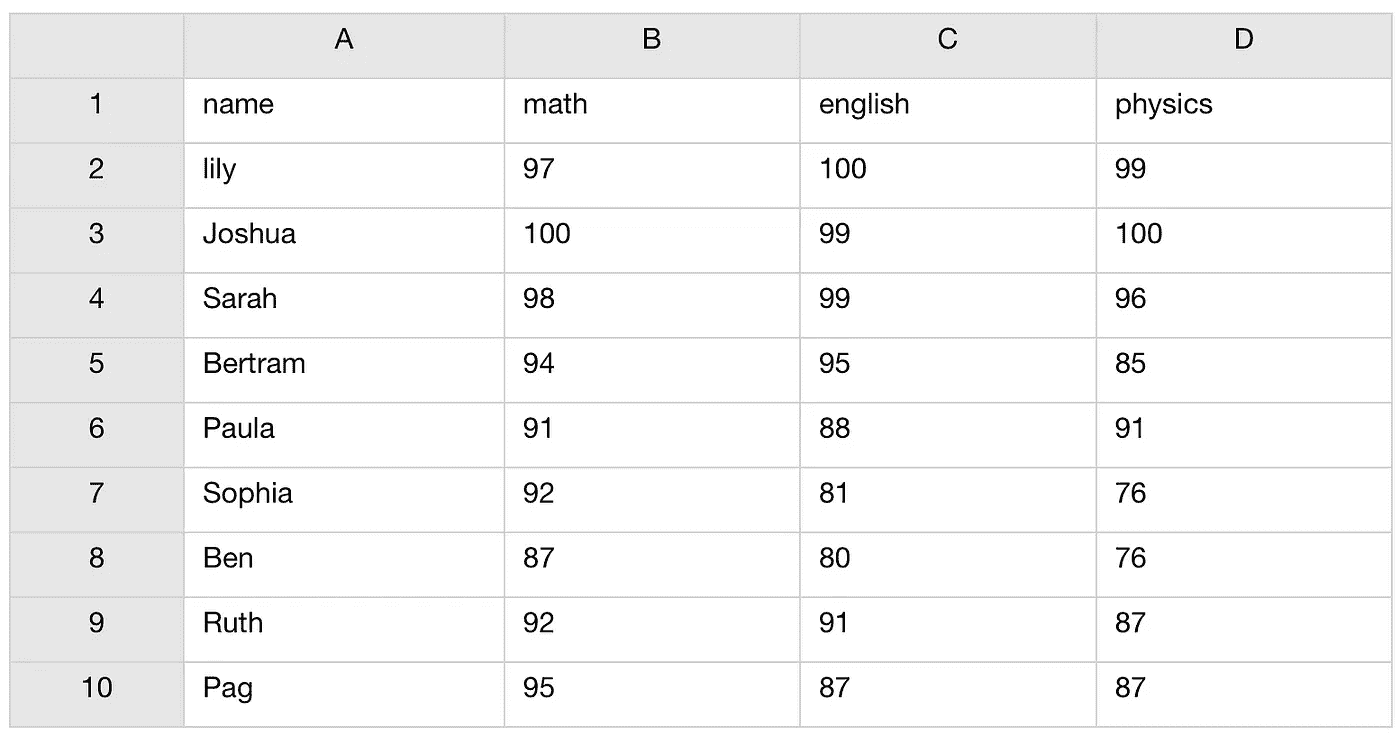 A B C D
1 name math english physics
2 lily 97 100 99
3 Joshua 100 99 100
4 Sarah 98 99 96
5 Bertram 94 95 85
6 Paula 91 88 91
7 Sophia 92 81 76
8 Ben 87 80 76
9 Ruth 92 91 87
10 Pag 95 87 87